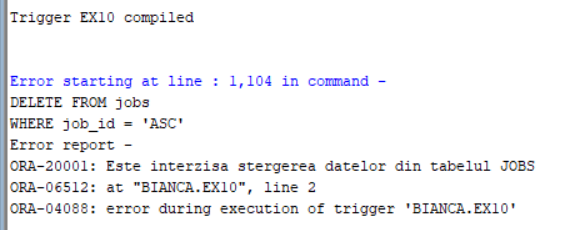 Trigger EX10 compiled
Error starting at line : 1,104 in command -
DELETE FROM jobs
WHERE job_id = 'ASC'
Error report -
ORA-20001: Este interzisa stergerea datelor din tabelul JOBS
ORA-06512: at "BIANCA.EX10", line 2
ORA-04088: error during execution of trigger 'BIANCA.EX10'